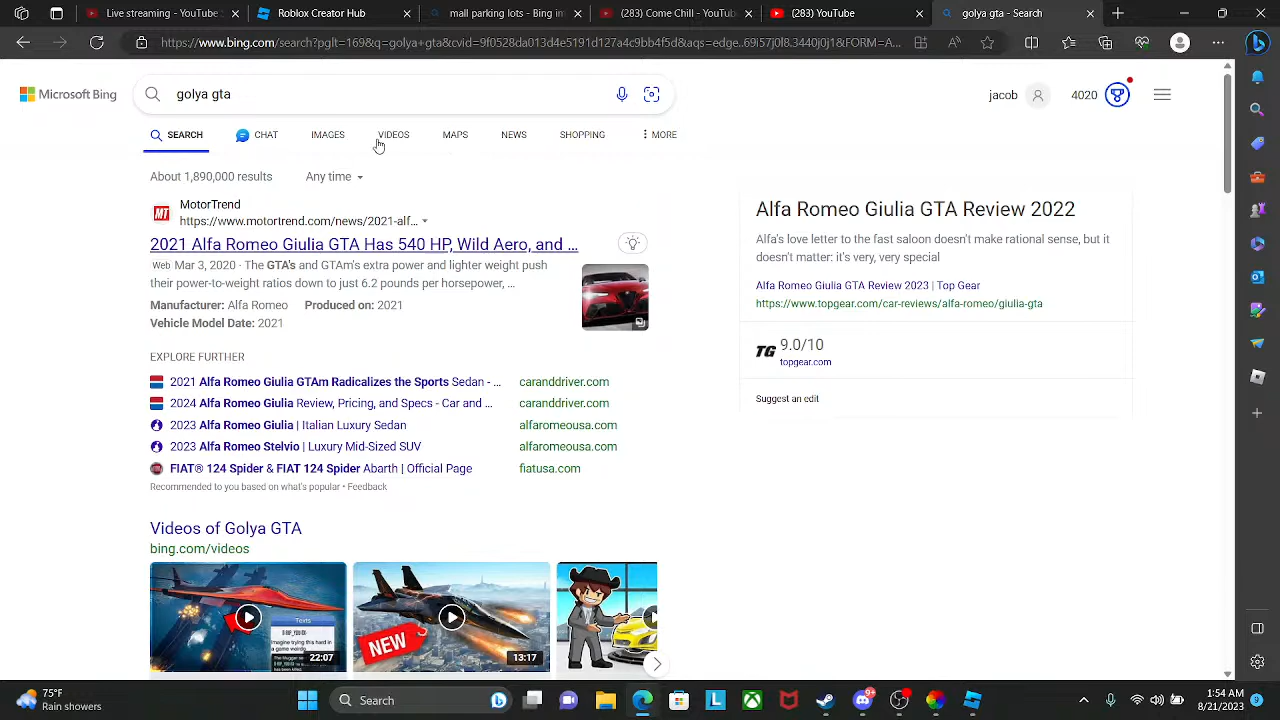 Live streaming - YouTube S
Roblox Creator Hub
mall parking lots - Bing im
(283) Come Chill - YouTub
(283) YouTube
golya gta - Search
https://www.bing.com/search?pglt=169&q=golya+gta&cvid=9f0528da013d4e5191d127a4c9bb4f5d&aqs=edge..69i57j0l8.3440j0j1&FORM=A...
Microsoft Bing
golya gta
jacob
4020
SEARCH
CHAT
IMAGES
VIDEOS
MAPS
NEWS
SHOPPING
MORE
About 1,890,000 results
Any time
MT
MotorTrend
https://www.motortrend.com/news/2021-alf...
2021 Alfa Romeo Giulia GTA Has 540 HP, Wild Aero, and ...
Web Mar 3, 2020 · The GTA's and GTAm's extra power and lighter weight push
their power-to-weight ratios down to just 6.2 pounds per horsepower, ...
Manufacturer: Alfa Romeo Produced on: 2021
Vehicle Model Date: 2021
EXPLORE FURTHER
2021 Alfa Romeo Giulia GTAm Radicalizes the Sports Sedan - ... caranddriver.com
2024 Alfa Romeo Giulia Review, Pricing, and Specs - Car and ... caranddriver.com
2023 Alfa Romeo Giulia | Italian Luxury Sedan alfaromeousa.com
2023 Alfa Romeo Stelvio | Luxury Mid-Sized SUV alfaromeousa.com
FIAT® 124 Spider & FIAT 124 Spider Abarth | Official Page fiatusa.com
Recommended to you based on what's popular • Feedback
Alfa Romeo Giulia GTA Review 2022
Alfa's love letter to the fast saloon doesn't make rational sense, but it
doesn't matter: it's very, very special
Alfa Romeo Giulia GTA Review 2023 | Top Gear
https://www.topgear.com/car-reviews/alfa-romeo/giulia-gta
TG 9.0/10
topgear.com
Suggest an edit
Videos of Golya GTA
bing.com/videos
Texts
Imagine trying this hard in
a game weirdo
22:07
NEW
13:17
75°F
Rain showers
Search
L
9+
1:54 AM
8/21/2023
9